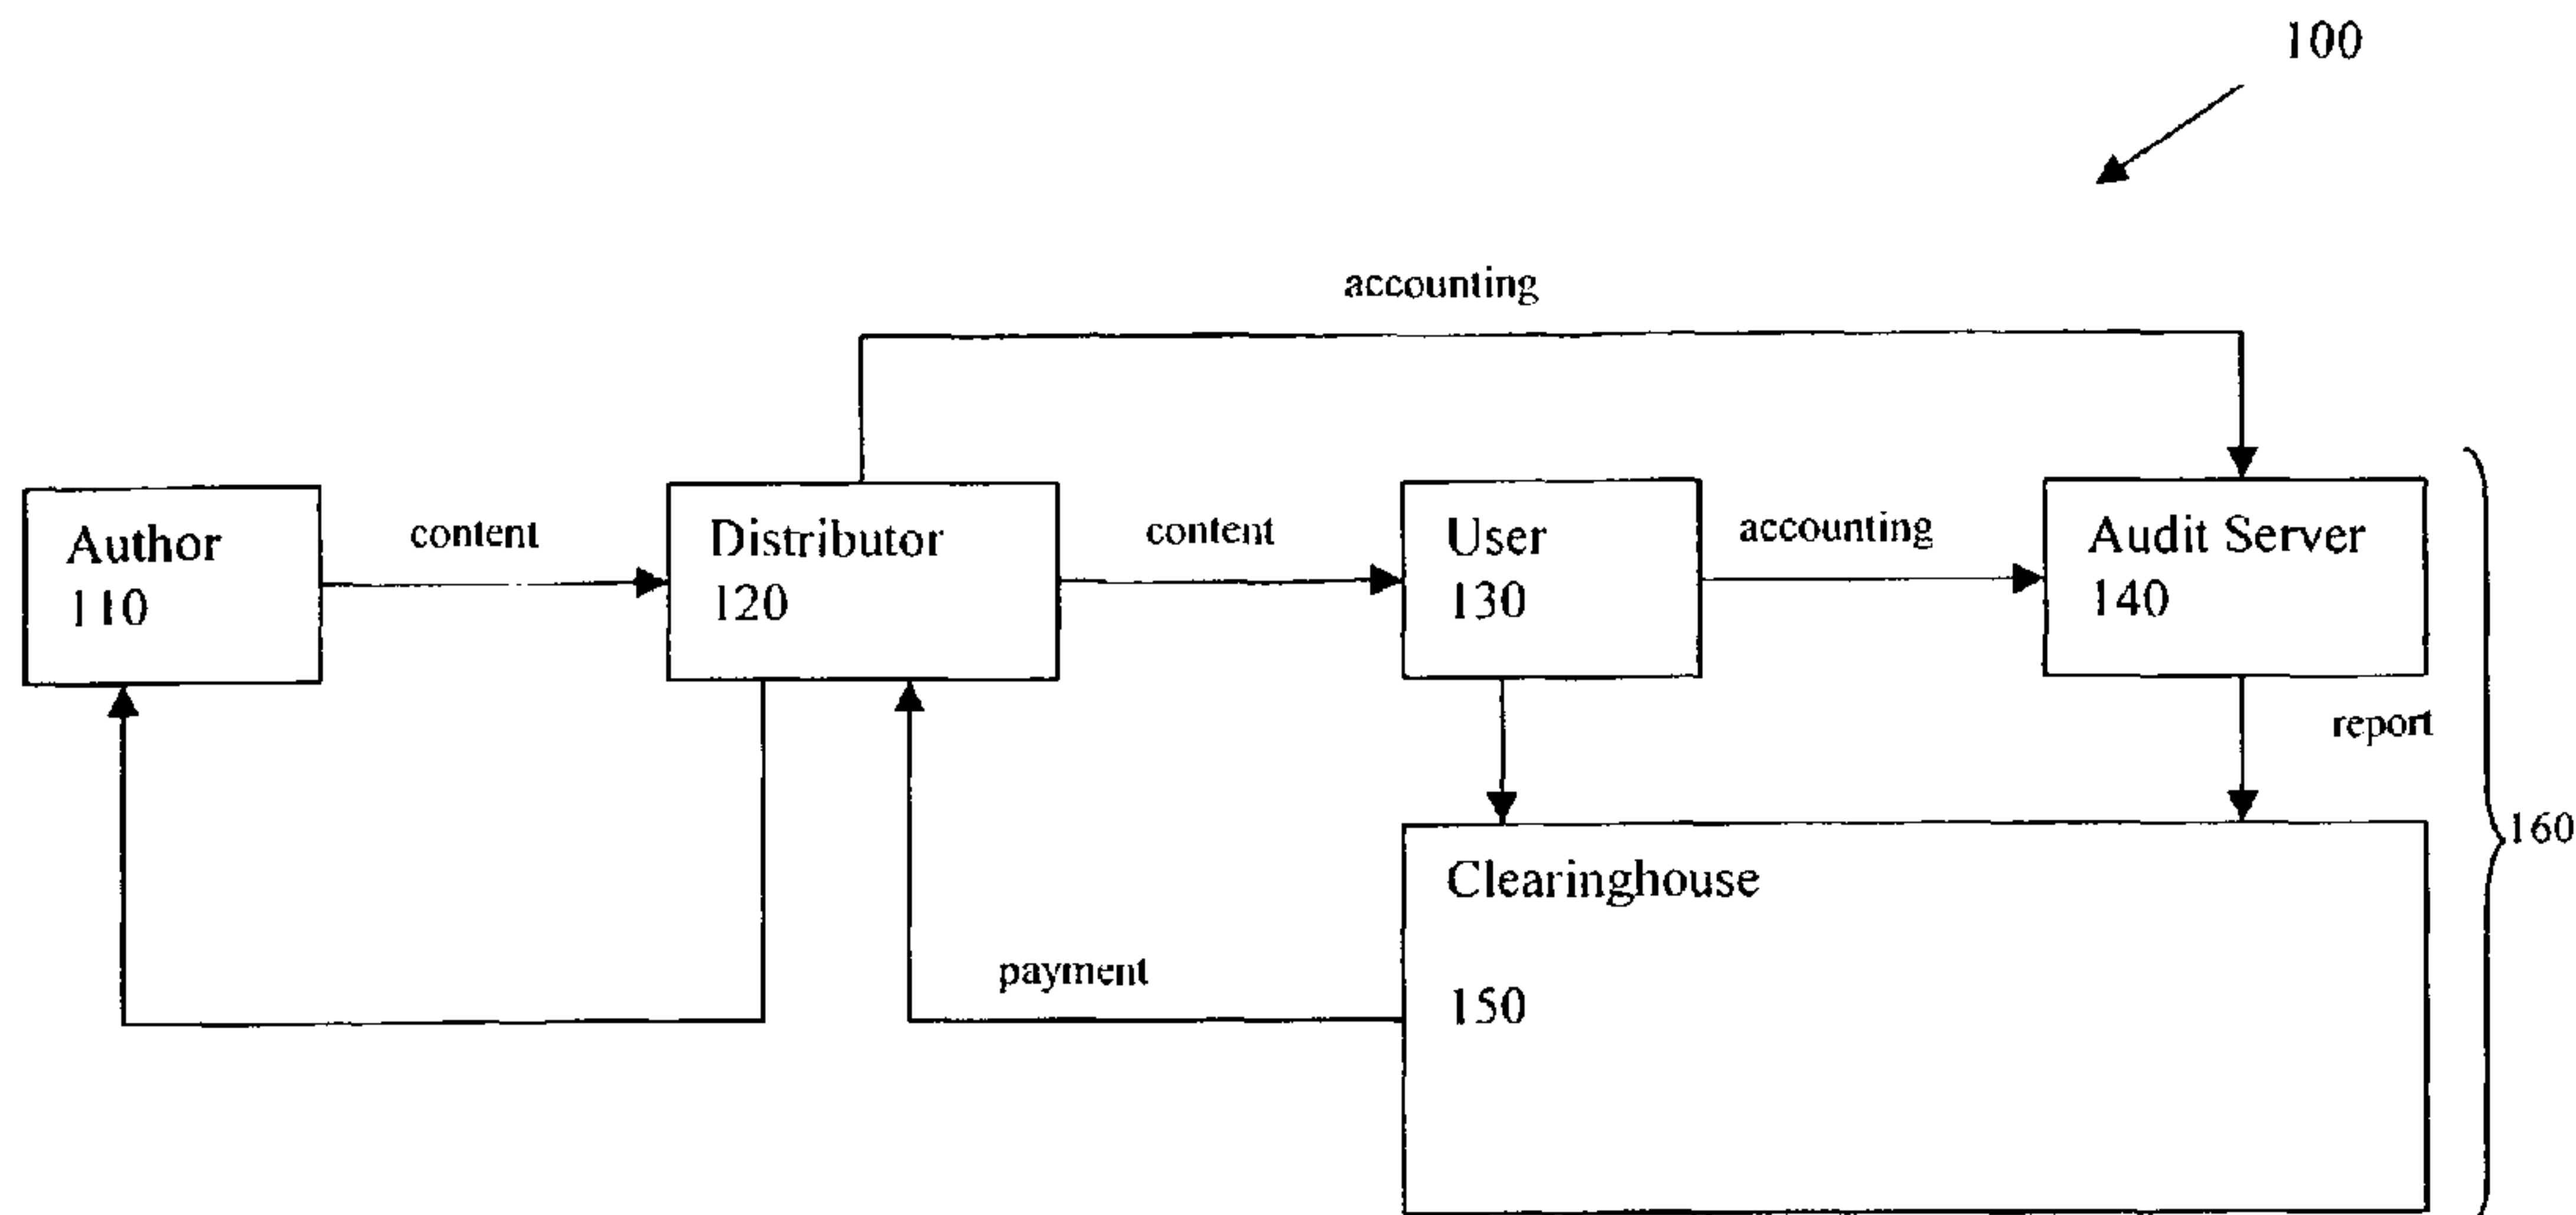 100
accounting
Author
110
content
Distributor
120
content
User
130
accounting
Audit Server
140
report
160
Clearinghouse
150
payment